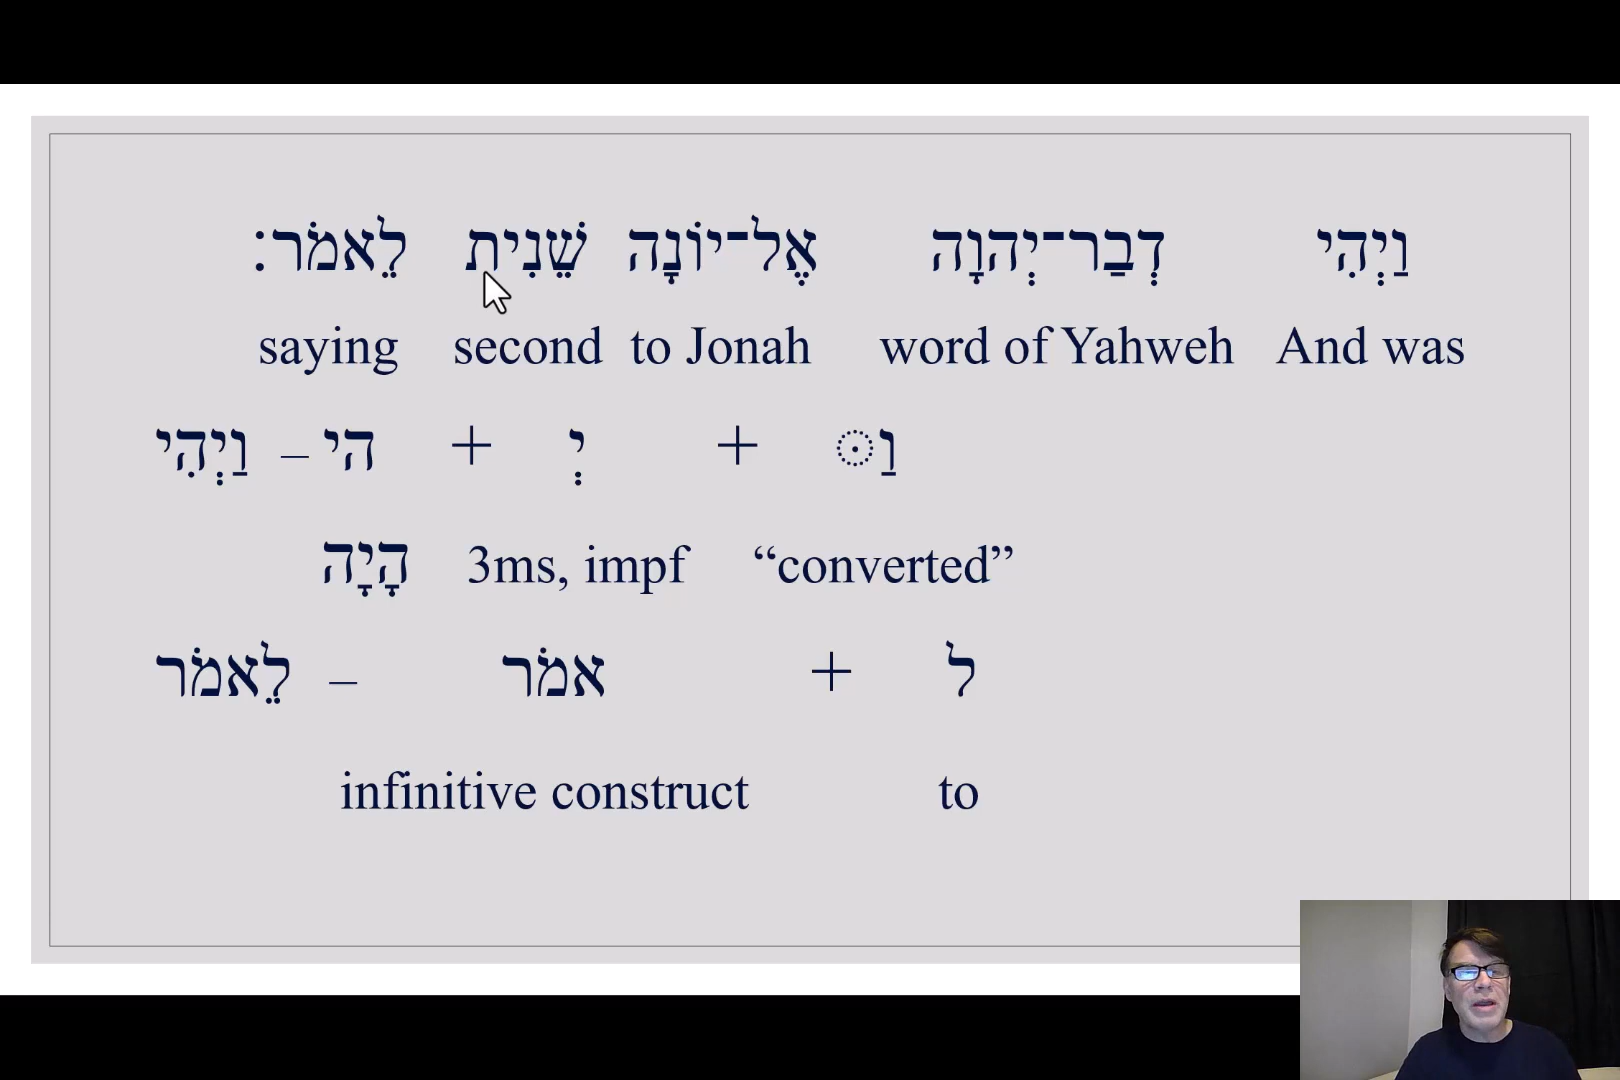 וַיְהִי דְבַר־יְהוָה אֶל־יוֹנָה שֵׁנִית לֵאמֹר׃
saying second to Jonah word of Yahweh And was
וַ◌ + יְ + הי – וַיְהִי
הָיָה 3ms, impf “converted”
ל + אמֹר – לֵאמֹר
infinitive construct to